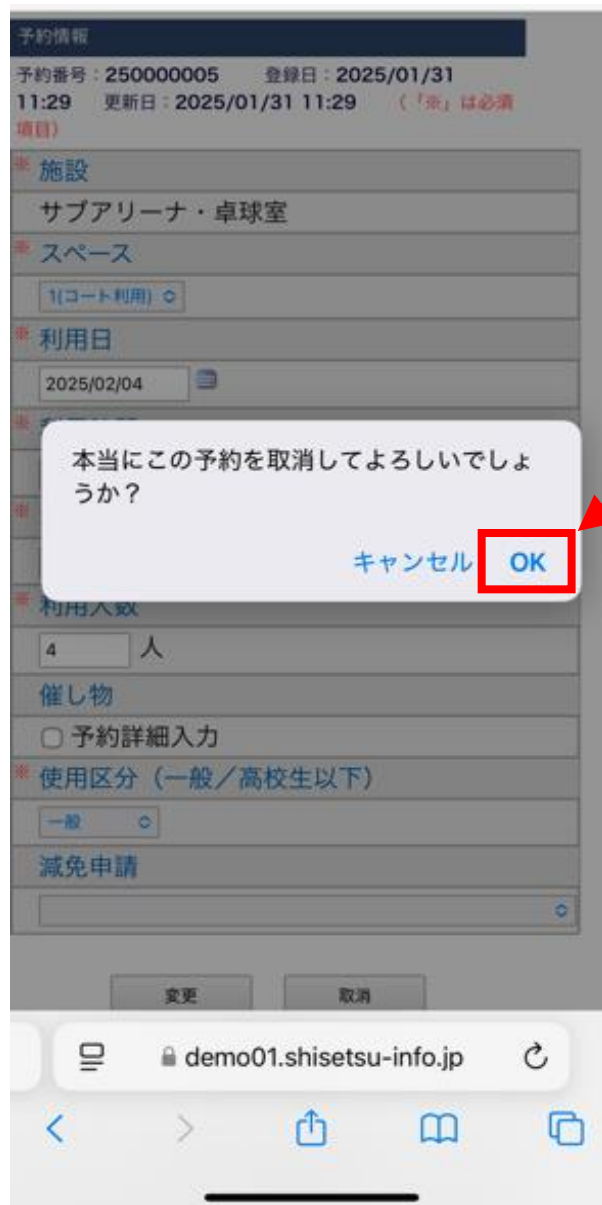 予約情報
予約番号：250000005　登録日：2025/01/31
11:29　更新日：2025/01/31 11:29　（「※」は必須
項目）
※ 施設
サブアリーナ・卓球室
※ スペース
1(コート利用)
※ 利用日
2025/02/04
※
本当にこの予約を取消してよろしいでしょ
うか？
※
キャンセル OK
※ 利用人数
4 人
催し物
予約詳細入力
※ 使用区分（一般／高校生以下）
一般
減免申請
変更 取消
demo01.shisetsu-info.jp